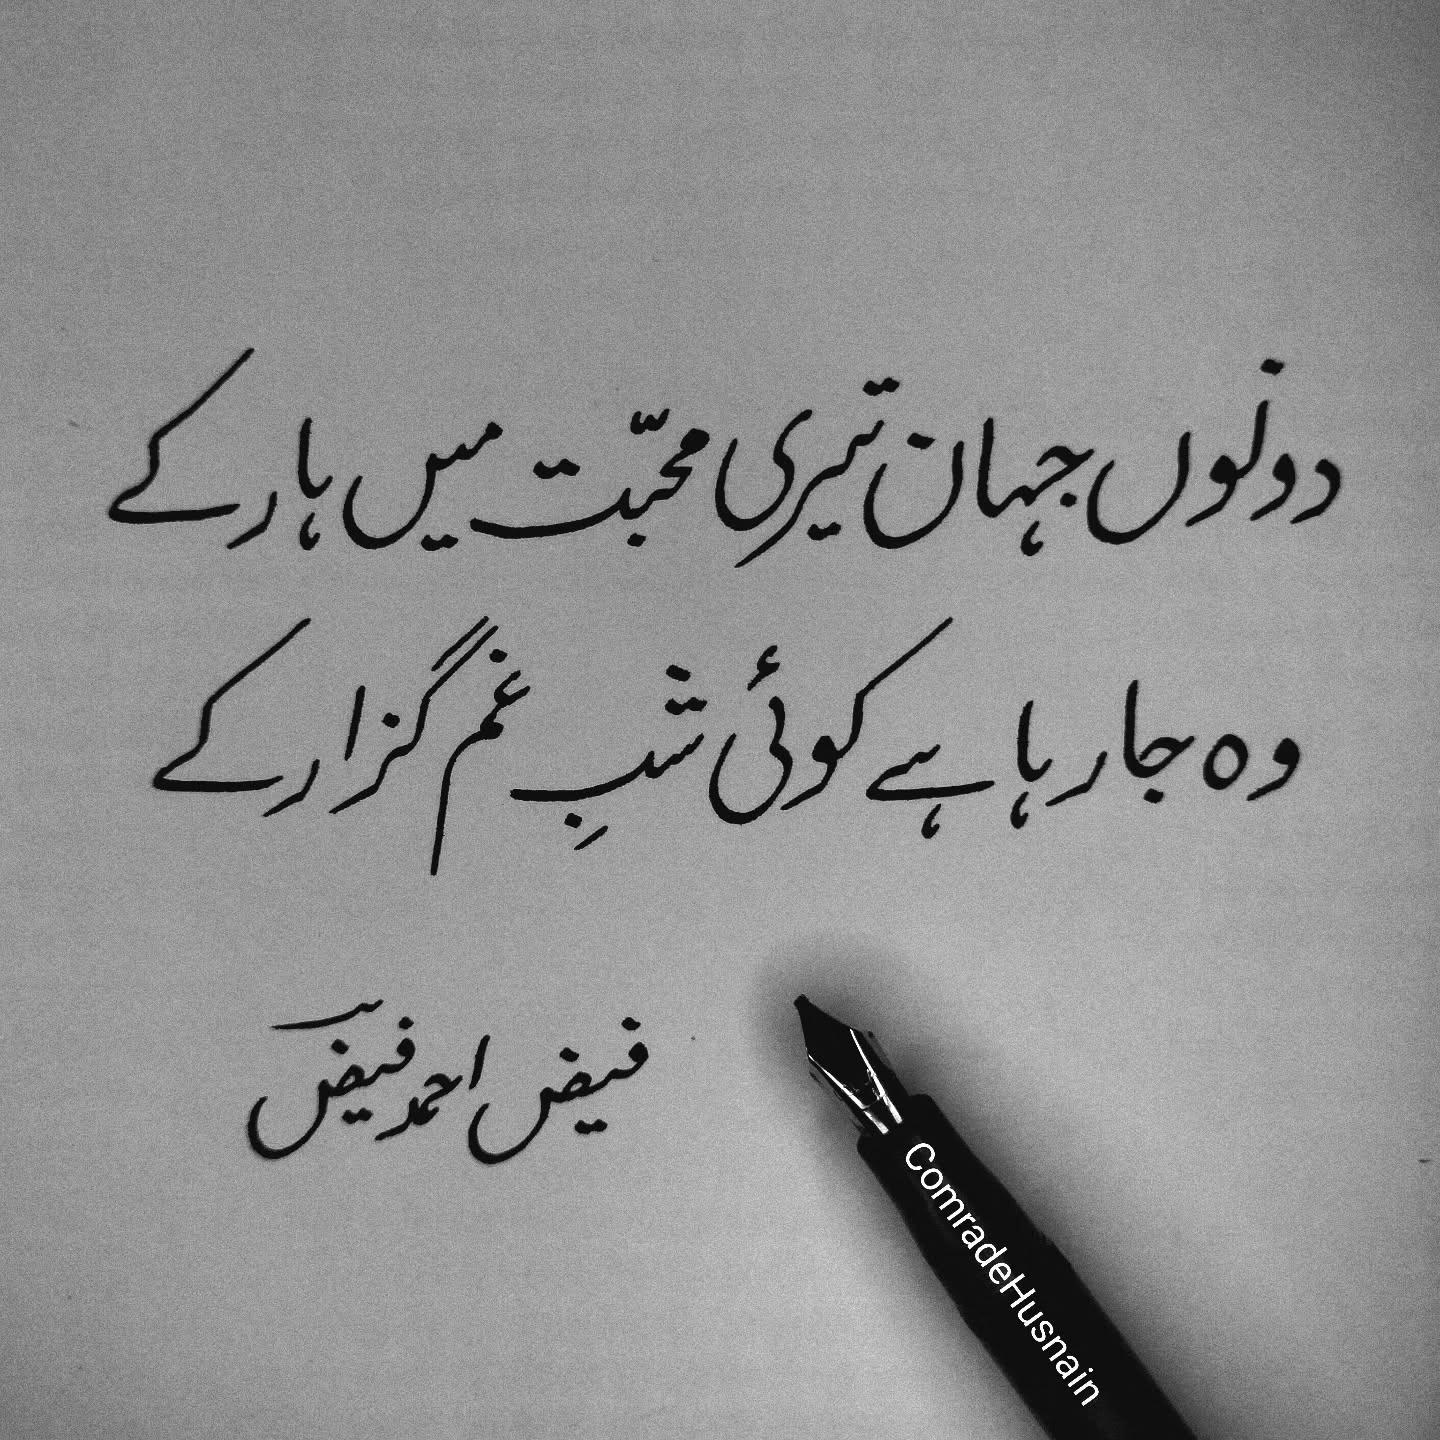 دونوں جہان تیری محبّت میں ہار کے
وہ جا رہا ہے کوئی شبِ غم گزار کے
فیض احمد فیضؔ
ComradeHusnain